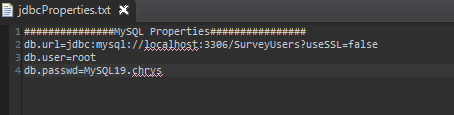 jdbcProperties.txt
1 ##############MySQL Properties###############
2 db.url=jdbc:mysql://localhost:3306/SurveyUsers?useSSL=false
3 db.user=root
4 db.passwd=MySQL19.chrys